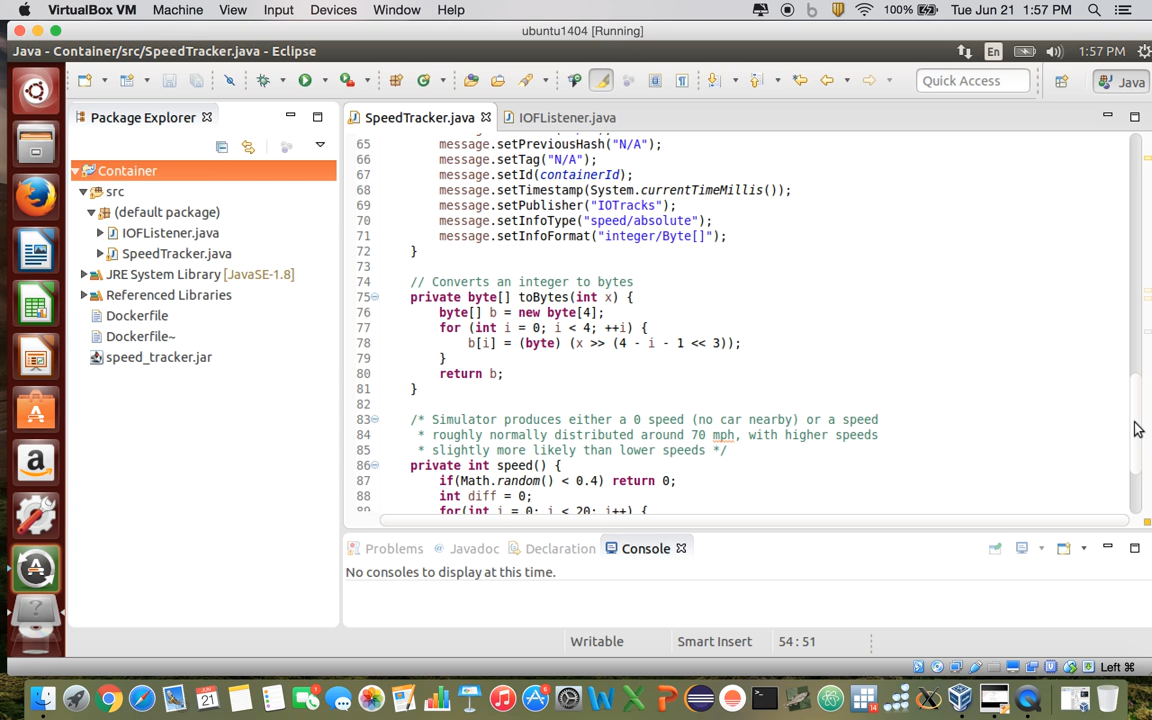 VirtualBox VM Machine View Input Devices Window Help 100% Tue Jun 21 1:57 PM
ubuntu1404 [Running]
Java - Container/src/SpeedTracker.java - Eclipse En 1:57 PM
Quick Access Java
Package Explorer SpeedTracker.java IOFListener.java
Container
src
(default package)
IOFListener.java
SpeedTracker.java
JRE System Library [JavaSE-1.8]
Referenced Libraries
Dockerfile
Dockerfile~
speed_tracker.jar
65 message.setPreviousHash("N/A");
66 message.setTag("N/A");
67 message.setId(containerId);
68 message.setTimestamp(System.currentTimeMillis());
69 message.setPublisher("IOTracks");
70 message.setInfoType("speed/absolute");
71 message.setInfoFormat("integer/Byte[]");
72 }
73
74 // Converts an integer to bytes
75 private byte[] toBytes(int x) {
76 byte[] b = new byte[4];
77 for (int i = 0; i < 4; ++i) {
78 b[i] = (byte) (x >> (4 - i - 1 << 3));
79 }
80 return b;
81 }
82
83 /* Simulator produces either a 0 speed (no car nearby) or a speed
84 * roughly normally distributed around 70 mph, with higher speeds
85 * slightly more likely than lower speeds */
86 private int speed() {
87 if(Math.random() < 0.4) return 0;
88 int diff = 0;
89 for(int i = 0; i < 20; i++) {
Problems Javadoc Declaration Console
No consoles to display at this time.
Writable Smart Insert 54 : 51
Left ⌘